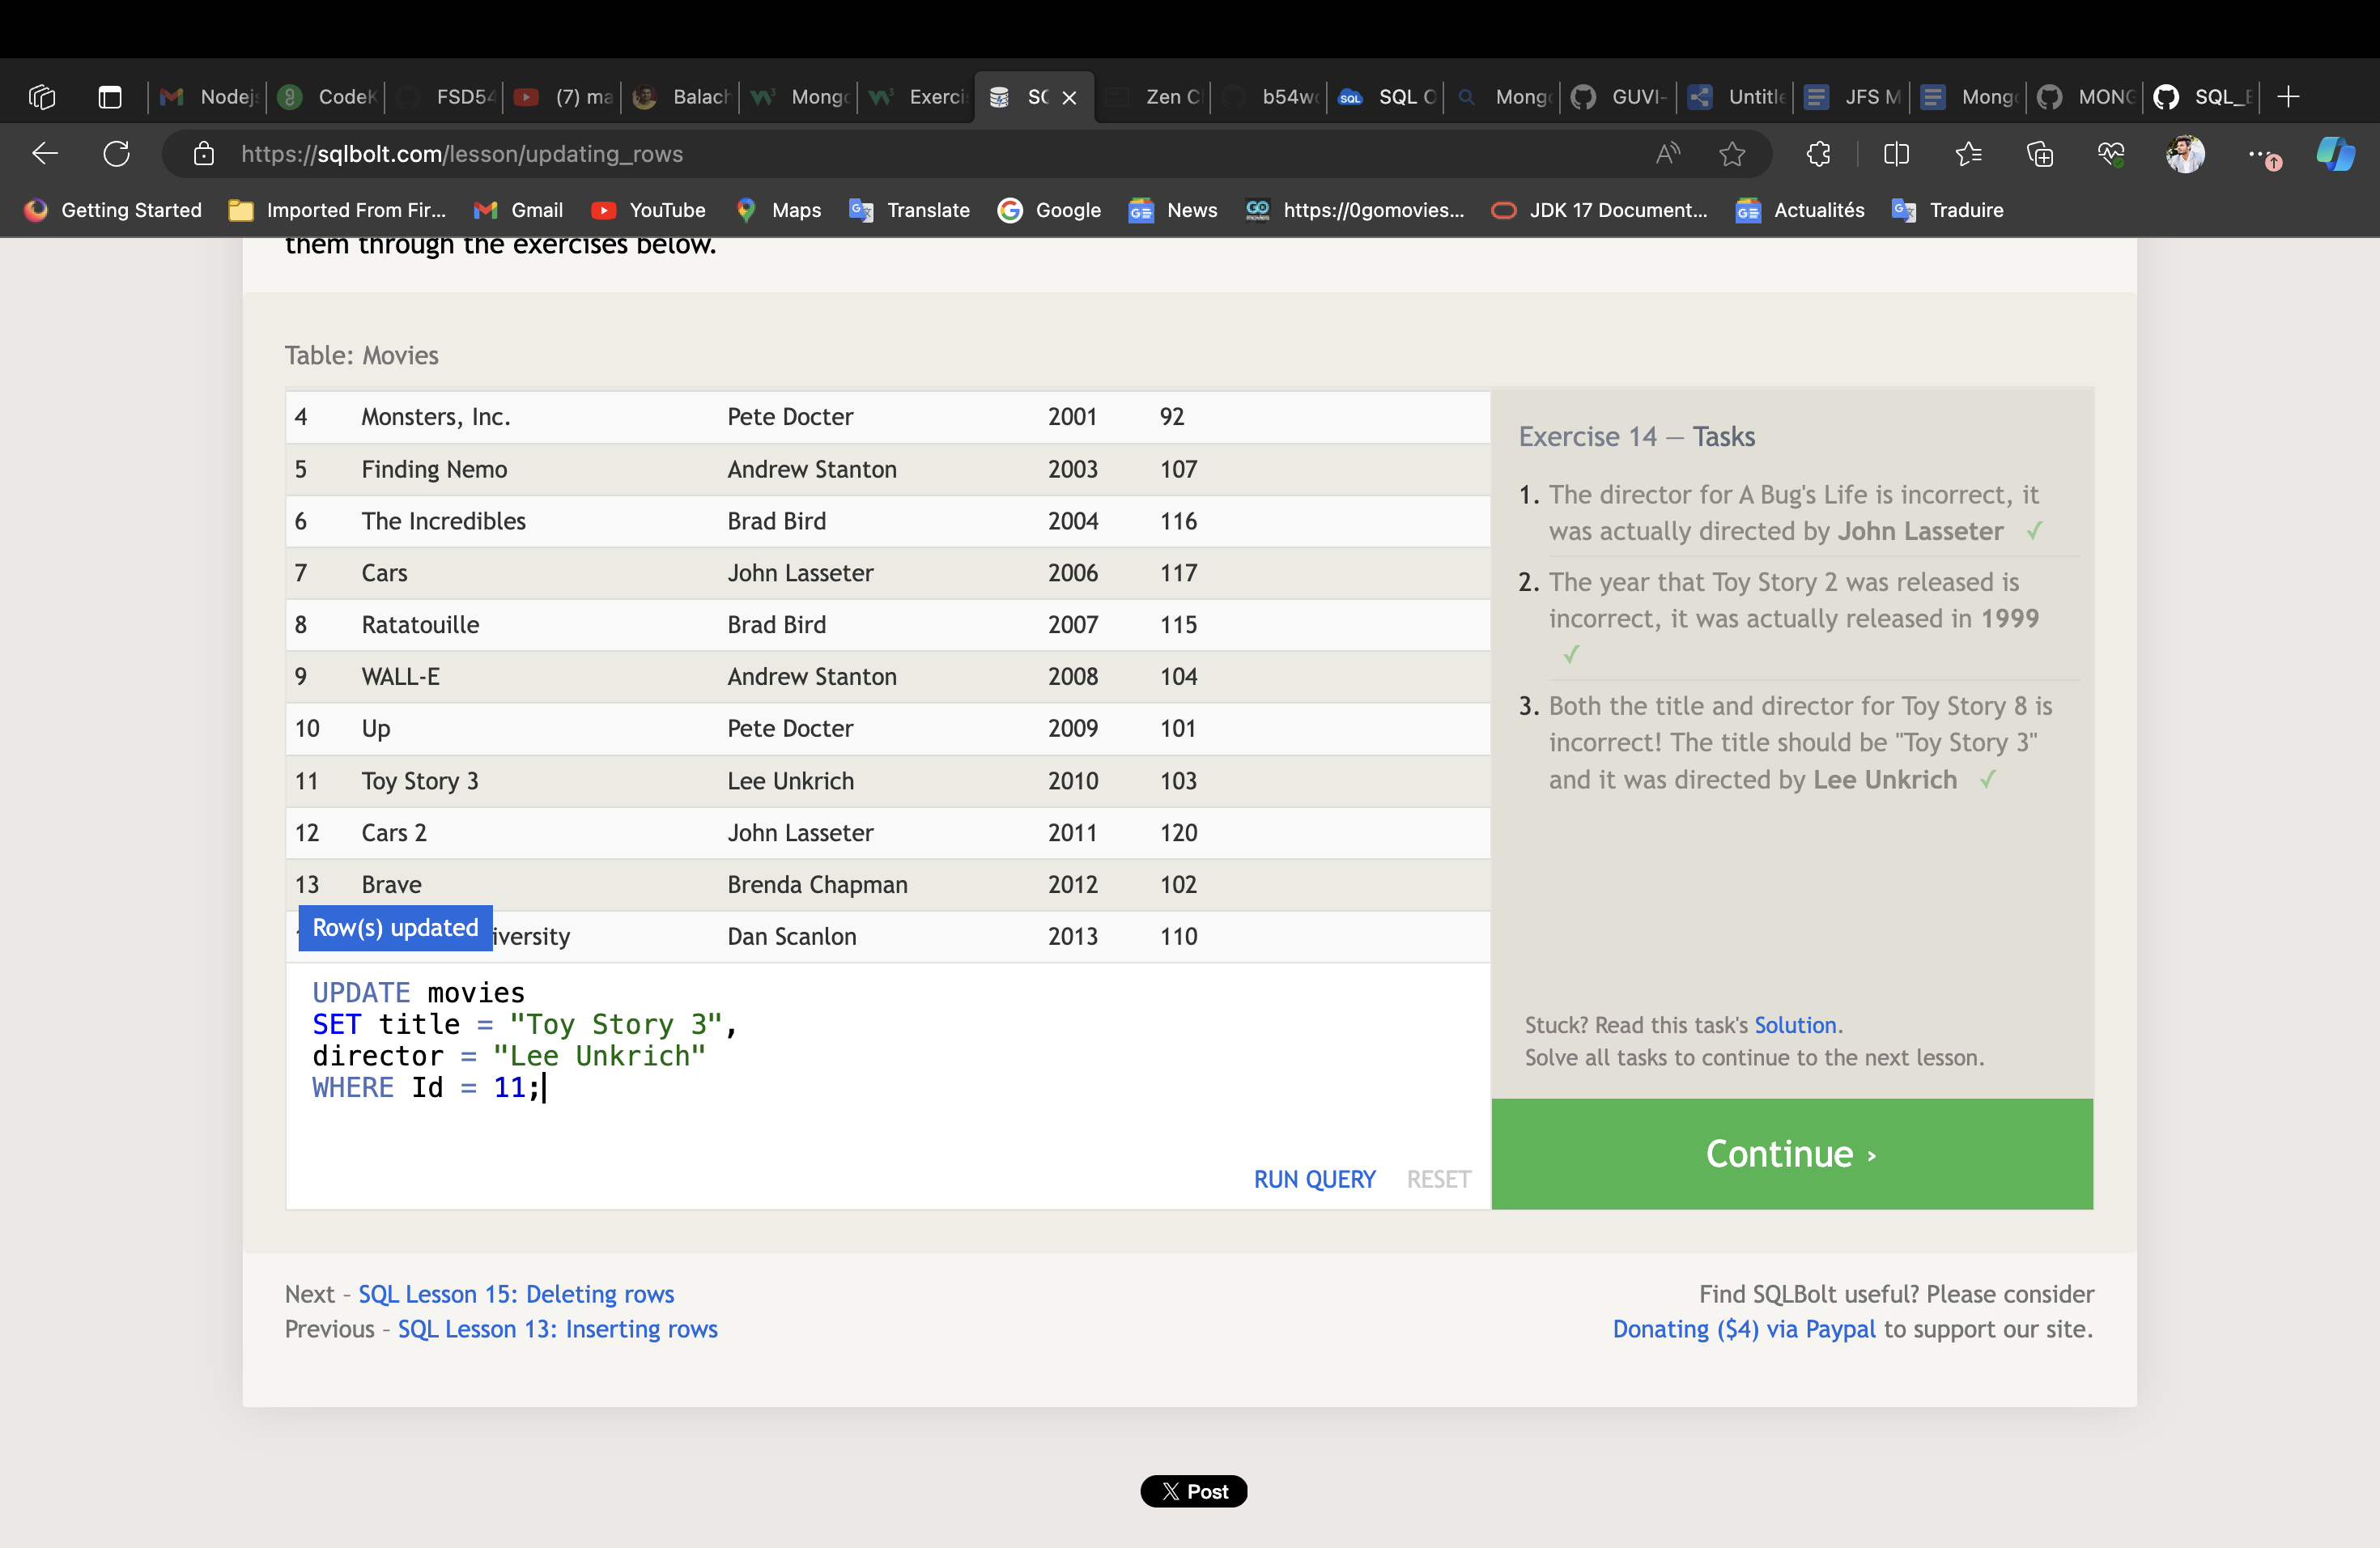 Nodejs
CodeK
FSD54
(7) ma
Balach
Mongo
Exerci
SQ
Zen C
b54w
SQL O
Mong
GUVI-
Untitle
JFS M
Mong
MONG
SQL_E
https://sqlbolt.com/lesson/updating_rows
Getting Started
Imported From Fir...
Gmail
YouTube
Maps
Translate
Google
News
https://0gomovies...
JDK 17 Document...
Actualités
Traduire
them through the exercises below.
Table: Movies
4 Monsters, Inc. Pete Docter 2001 92
5 Finding Nemo Andrew Stanton 2003 107
6 The Incredibles Brad Bird 2004 116
7 Cars John Lasseter 2006 117
8 Ratatouille Brad Bird 2007 115
9 WALL-E Andrew Stanton 2008 104
10 Up Pete Docter 2009 101
11 Toy Story 3 Lee Unkrich 2010 103
12 Cars 2 John Lasseter 2011 120
13 Brave Brenda Chapman 2012 102
Row(s) updated
iversity Dan Scanlon 2013 110
UPDATE movies
SET title = "Toy Story 3",
director = "Lee Unkrich"
WHERE Id = 11;
RUN QUERY RESET
Exercise 14 — Tasks
1. The director for A Bug's Life is incorrect, it
was actually directed by John Lasseter ✓
2. The year that Toy Story 2 was released is
incorrect, it was actually released in 1999
✓
3. Both the title and director for Toy Story 8 is
incorrect! The title should be "Toy Story 3"
and it was directed by Lee Unkrich ✓
Stuck? Read this task's Solution.
Solve all tasks to continue to the next lesson.
Continue ›
Next – SQL Lesson 15: Deleting rows
Previous – SQL Lesson 13: Inserting rows
Find SQLBolt useful? Please consider
Donating ($4) via Paypal to support our site.
Post